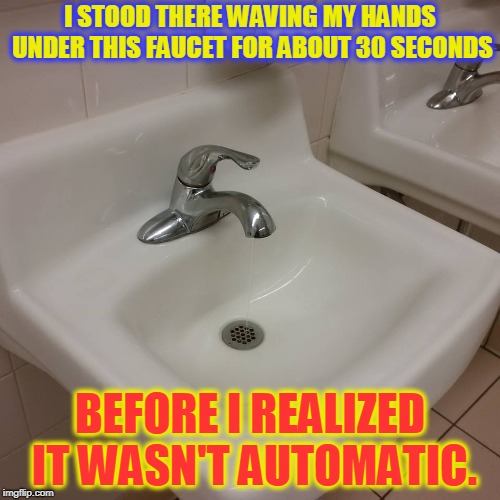 I STOOD THERE WAVING MY HANDS
UNDER THIS FAUCET FOR ABOUT 30 SECONDS
BEFORE I REALIZED
IT WASN'T AUTOMATIC.
imgflip.com